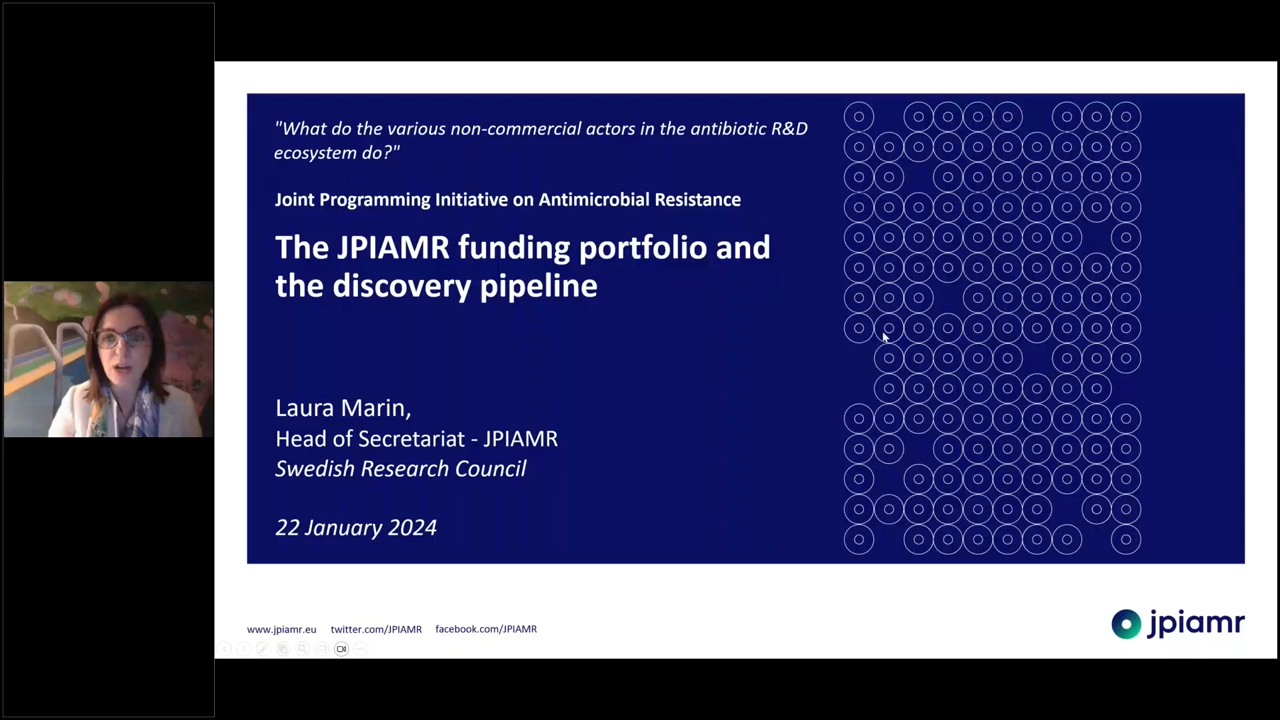 "What do the various non-commercial actors in the antibiotic R&D
ecosystem do?"
Joint Programming Initiative on Antimicrobial Resistance
The JPIAMR funding portfolio and
the discovery pipeline
Laura Marin,
Head of Secretariat - JPIAMR
Swedish Research Council
22 January 2024
www.jpiamr.eu twitter.com/JPIAMR facebook.com/JPIAMR
jpiamr